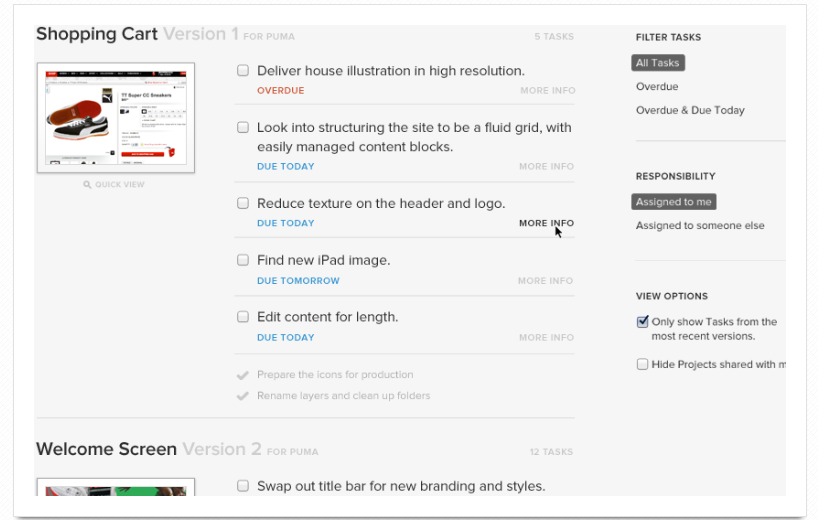 Shopping Cart Version 1 FOR PUMA
5 TASKS
QUICK VIEW
Deliver house illustration in high resolution.
OVERDUE
MORE INFO
Look into structuring the site to be a fluid grid, with
easily managed content blocks.
DUE TODAY
MORE INFO
Reduce texture on the header and logo.
DUE TODAY
MORE INFO
Find new iPad image.
DUE TOMORROW
MORE INFO
Edit content for length.
DUE TODAY
MORE INFO
Prepare the icons for production
Rename layers and clean up folders
Welcome Screen Version 2 FOR PUMA
12 TASKS
Swap out title bar for new branding and styles.
FILTER TASKS
All Tasks
Overdue
Overdue & Due Today
RESPONSIBILITY
Assigned to me
Assigned to someone else
VIEW OPTIONS
Only show Tasks from the
most recent versions.
Hide Projects shared with m